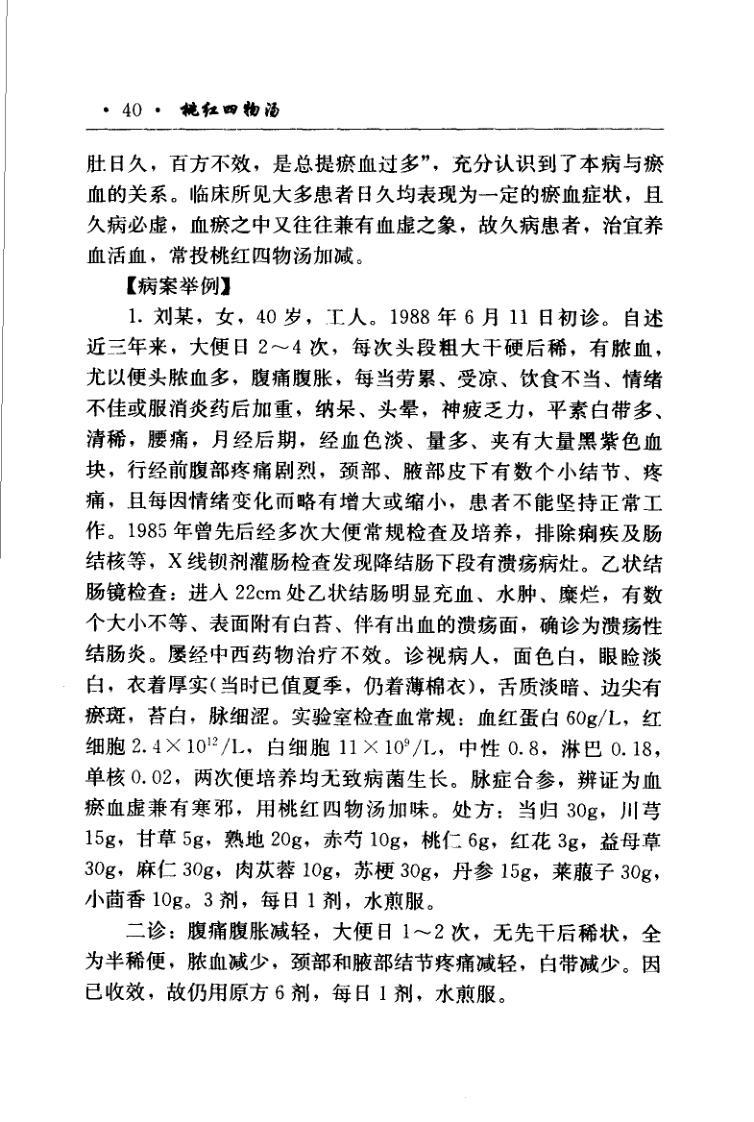 · 40 · 桃红四物汤
肚日久，百方不效，是总提瘀血过多”，充分认识到了本病与瘀
血的关系。临床所见大多患者日久均表现为一定的瘀血症状，且
久病必虚，血瘀之中又往往兼有血虚之象，故久病患者，治宜养
血活血，常投桃红四物汤加减。
【病案举例】
1. 刘某，女，40 岁，工人。1988 年 6 月 11 日初诊。自述
近三年来，大便日 2～4 次，每次头段粗大干硬后稀，有脓血，
尤以便头脓血多，腹痛腹胀，每当劳累、受凉、饮食不当、情绪
不佳或服消炎药后加重，纳呆、头晕，神疲乏力，平素白带多、
清稀，腰痛，月经后期，经血色淡、量多、夹有大量黑紫色血
块，行经前腹部疼痛剧烈，颈部、腋部皮下有数个小结节、疼
痛，且每因情绪变化而略有增大或缩小，患者不能坚持正常工
作。1985 年曾先后经多次大便常规检查及培养，排除痢疾及肠
结核等，X 线钡剂灌肠检查发现降结肠下段有溃疡病灶。乙状结
肠镜检查：进入 22cm 处乙状结肠明显充血、水肿、糜烂，有数
个大小不等、表面附有白苔、伴有出血的溃疡面，确诊为溃疡性
结肠炎。屡经中西药物治疗不效。诊视病人，面色白，眼睑淡
白，衣着厚实(当时已值夏季，仍着薄棉衣)，舌质淡暗、边尖有
瘀斑，苔白，脉细涩。实验室检查血常规：血红蛋白 60g/L，红
细胞 2.4×10¹²/L，白细胞 11×10⁹/L，中性 0.8，淋巴 0.18，
单核 0.02，两次便培养均无致病菌生长。脉症合参，辨证为血
瘀血虚兼有寒邪，用桃红四物汤加味。处方：当归 30g，川芎
15g，甘草 5g，熟地 20g，赤芍 10g，桃仁 6g，红花 3g，益母草
30g，麻仁 30g，肉苁蓉 10g，苏梗 30g，丹参 15g，莱菔子 30g，
小茴香 10g。3 剂，每日 1 剂，水煎服。
二诊：腹痛腹胀减轻，大便日 1～2 次，无先干后稀状，全
为半稀便，脓血减少，颈部和腋部结节疼痛减轻，白带减少。因
已收效，故仍用原方 6 剂，每日 1 剂，水煎服。